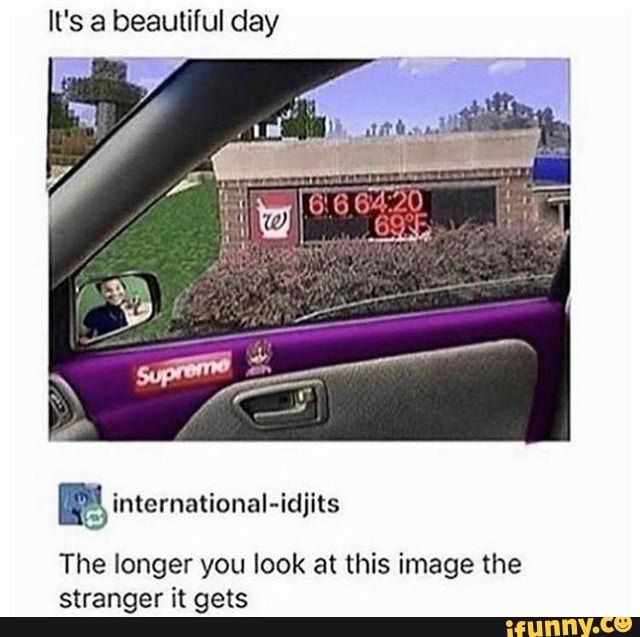 It's a beautiful day
6:6 64:20
69°F
W
Supreme
international-idjits
The longer you look at this image the
stranger it gets
ifunny.co